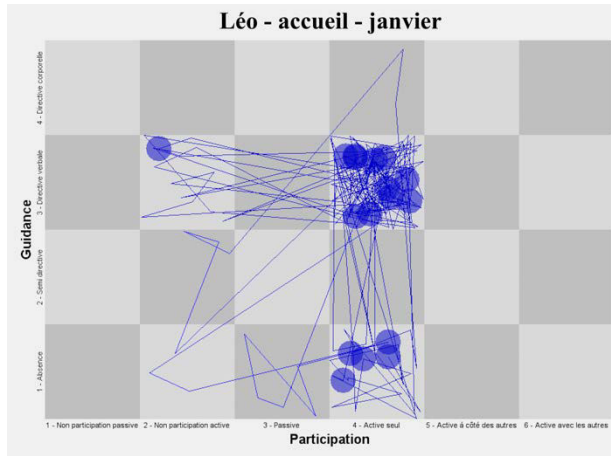 Léo - accueil - janvier
Guidance
4 - Directive corporelle
3 - Directive verbale
2 - Semi directive
1 - Absence
1 - Non participation passive
2 - Non participation active
3 - Passive
4 - Active seul
5 - Active á côté des autres
6 - Active avec les autres
Participation